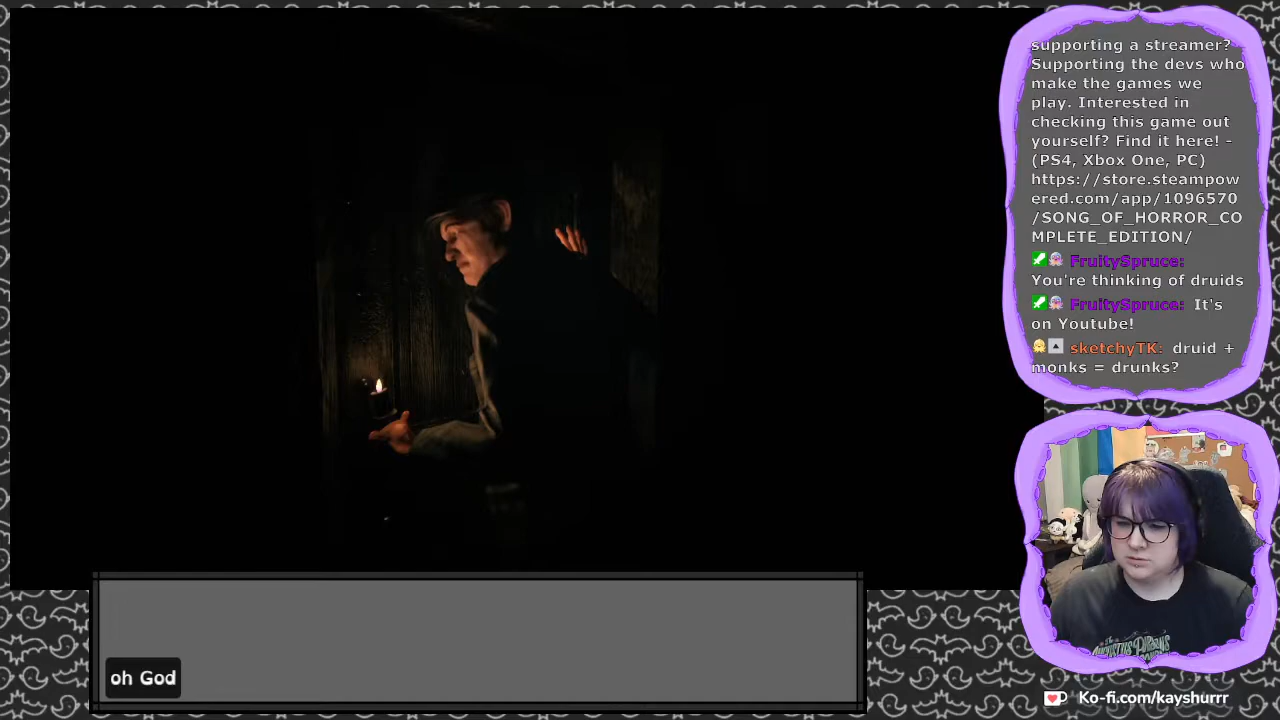 supporting a streamer?
Supporting the devs who
make the games we
play. Interested in
checking this game out
yourself? Find it here! -
(PS4, Xbox One, PC)
https://store.steampow
ered.com/app/1096570
/SONG_OF_HORROR_CO
MPLETE_EDITION/
FruitySpruce:
You're thinking of druids
FruitySpruce: It's
on Youtube!
sketchyTK: druid +
monks = drunks?
oh God
Ko-fi.com/kayshurrr